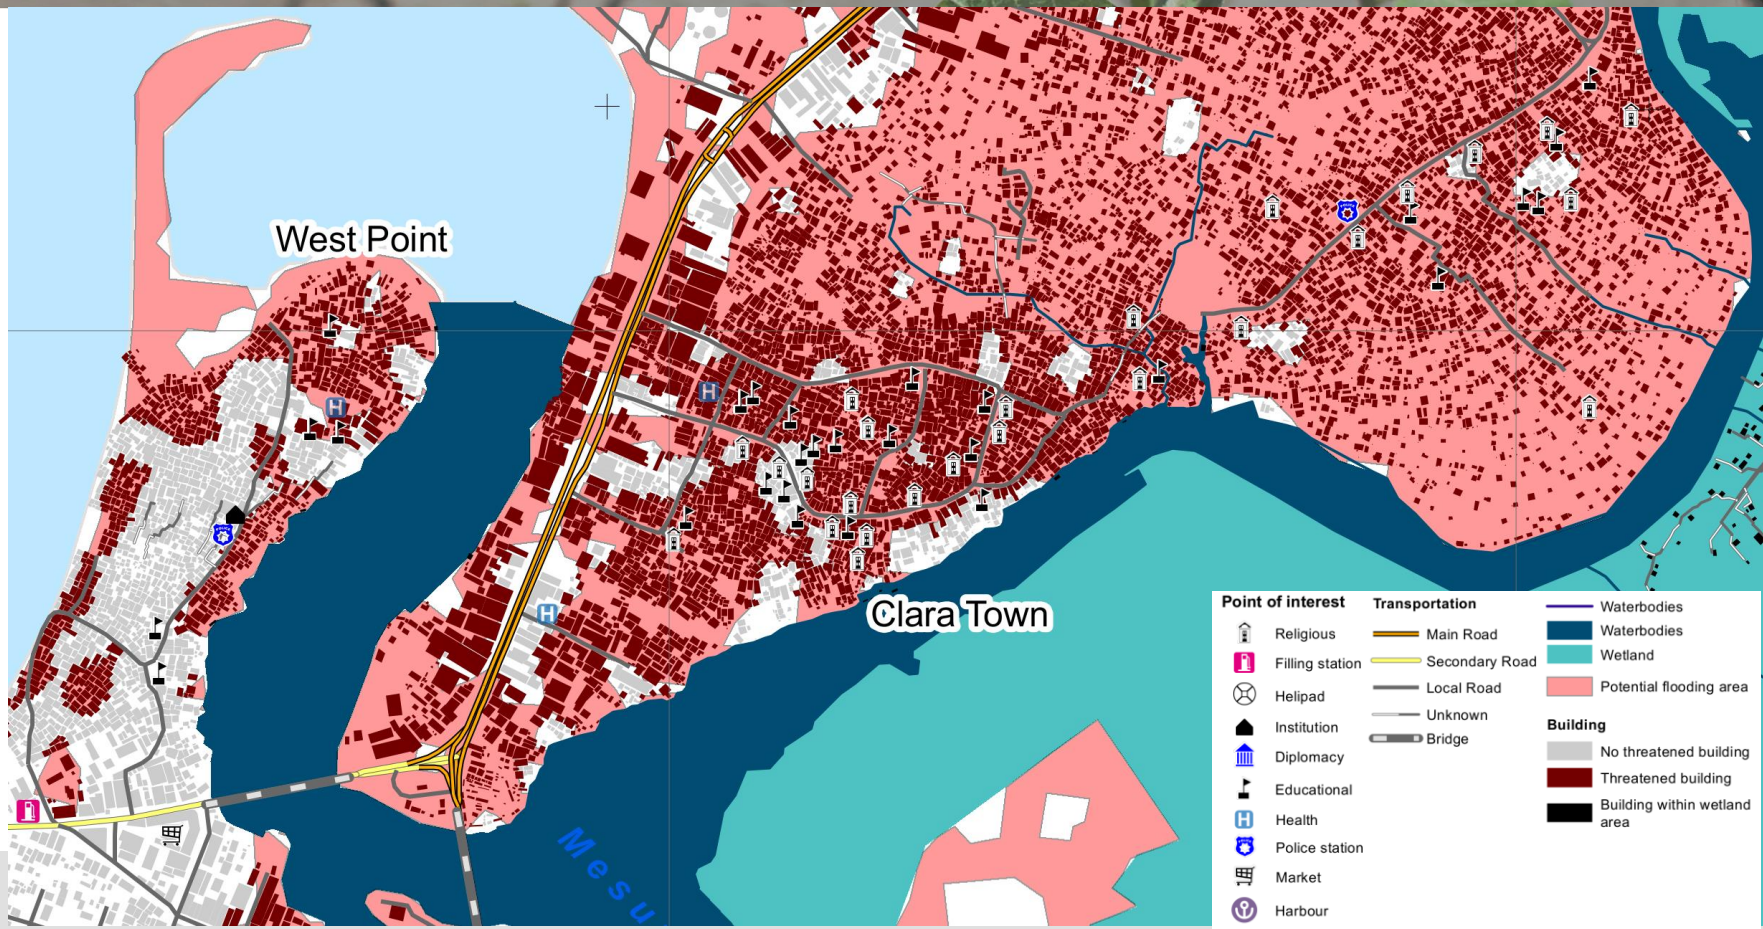 West Point
Clara Town
Mesu
Point of interest
Religious
Filling station
Helipad
Institution
Diplomacy
Educational
Health
Police station
Market
Harbour
Transportation
Main Road
Secondary Road
Local Road
Unknown
Bridge
Waterbodies
Waterbodies
Wetland
Potential flooding area
Building
No threatened building
Threatened building
Building within wetland
area